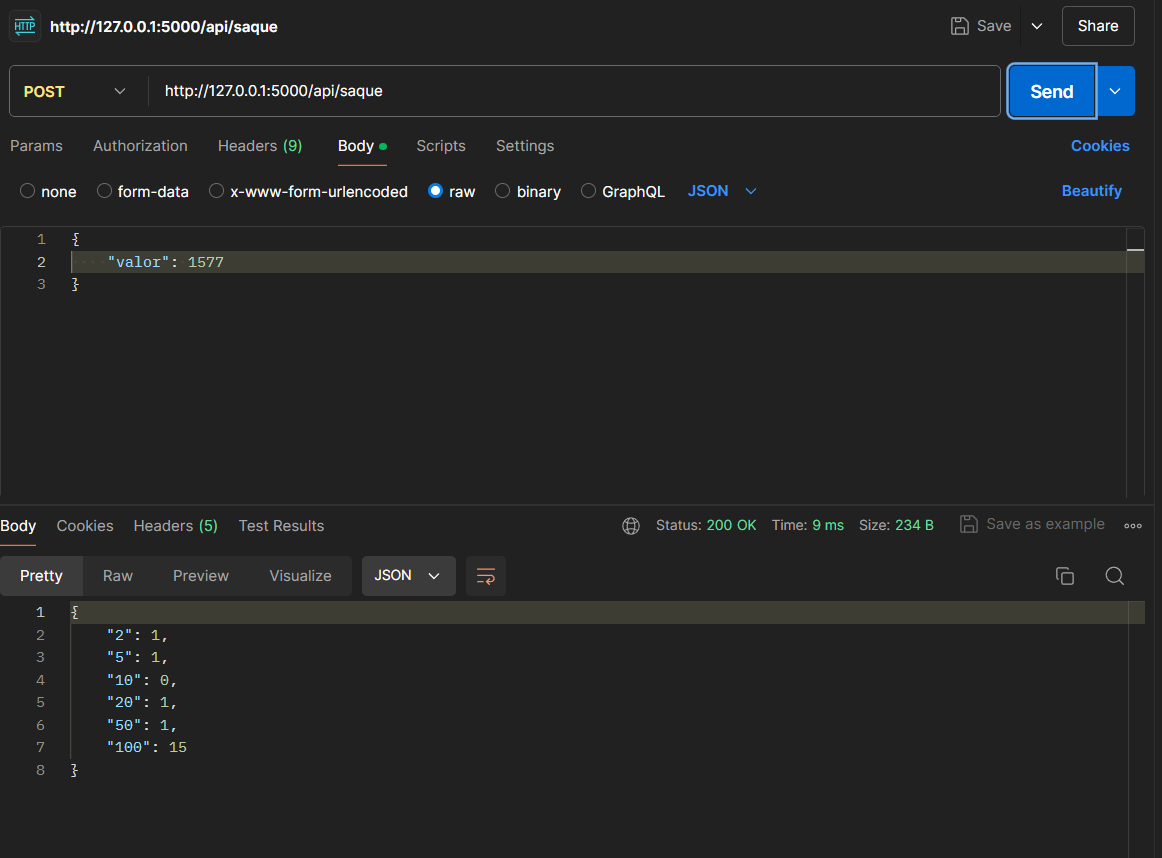 HTTP http://127.0.0.1:5000/api/saque Save Share
POST http://127.0.0.1:5000/api/saque Send
Params Authorization Headers (9) Body Scripts Settings Cookies
none form-data x-www-form-urlencoded raw binary GraphQL JSON Beautify
1 {
2 "valor": 1577
3 }
Body Cookies Headers (5) Test Results Status: 200 OK Time: 9 ms Size: 234 B Save as example
Pretty Raw Preview Visualize JSON
1 {
2 "2": 1,
3 "5": 1,
4 "10": 0,
5 "20": 1,
6 "50": 1,
7 "100": 15
8 }